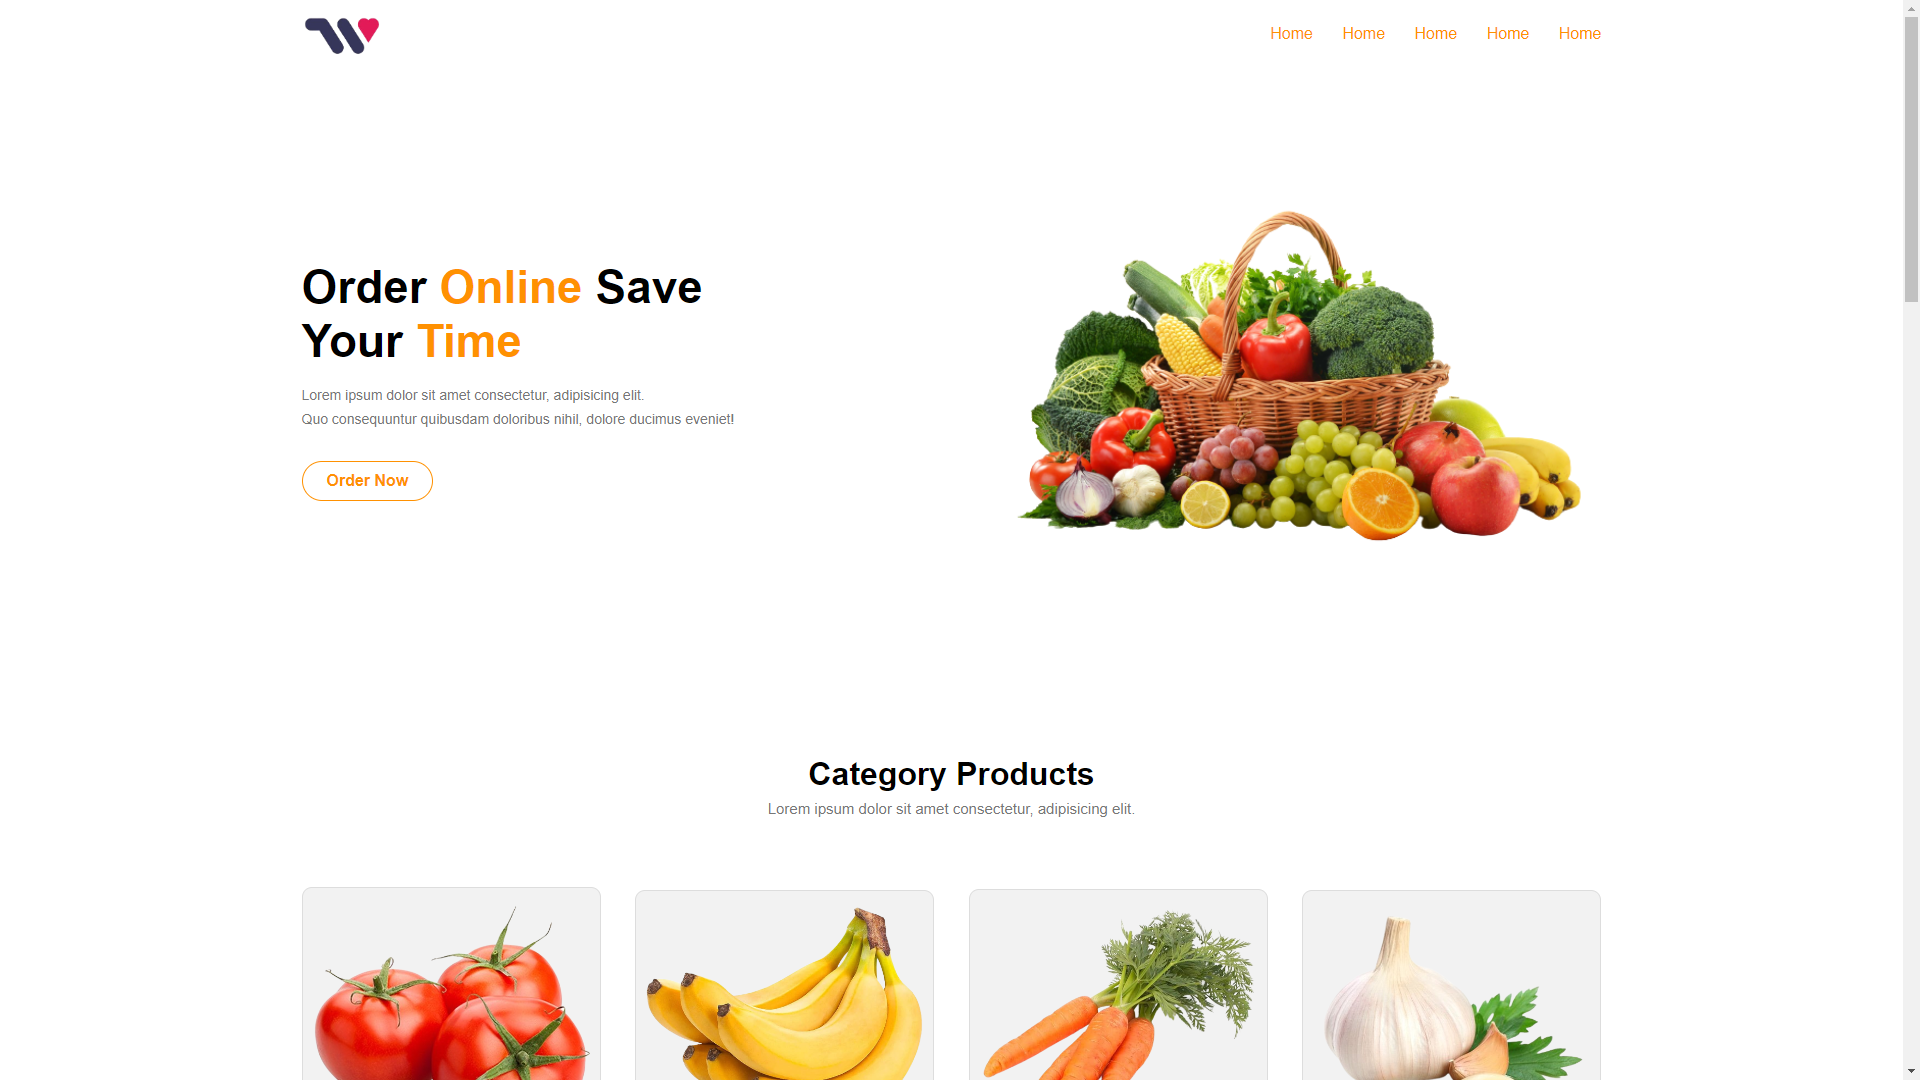 Home Home Home Home Home
Order Online Save
Your Time
Lorem ipsum dolor sit amet consectetur, adipisicing elit.
Quo consequuntur quibusdam doloribus nihil, dolore ducimus eveniet!
Order Now
Category Products
Lorem ipsum dolor sit amet consectetur, adipisicing elit.